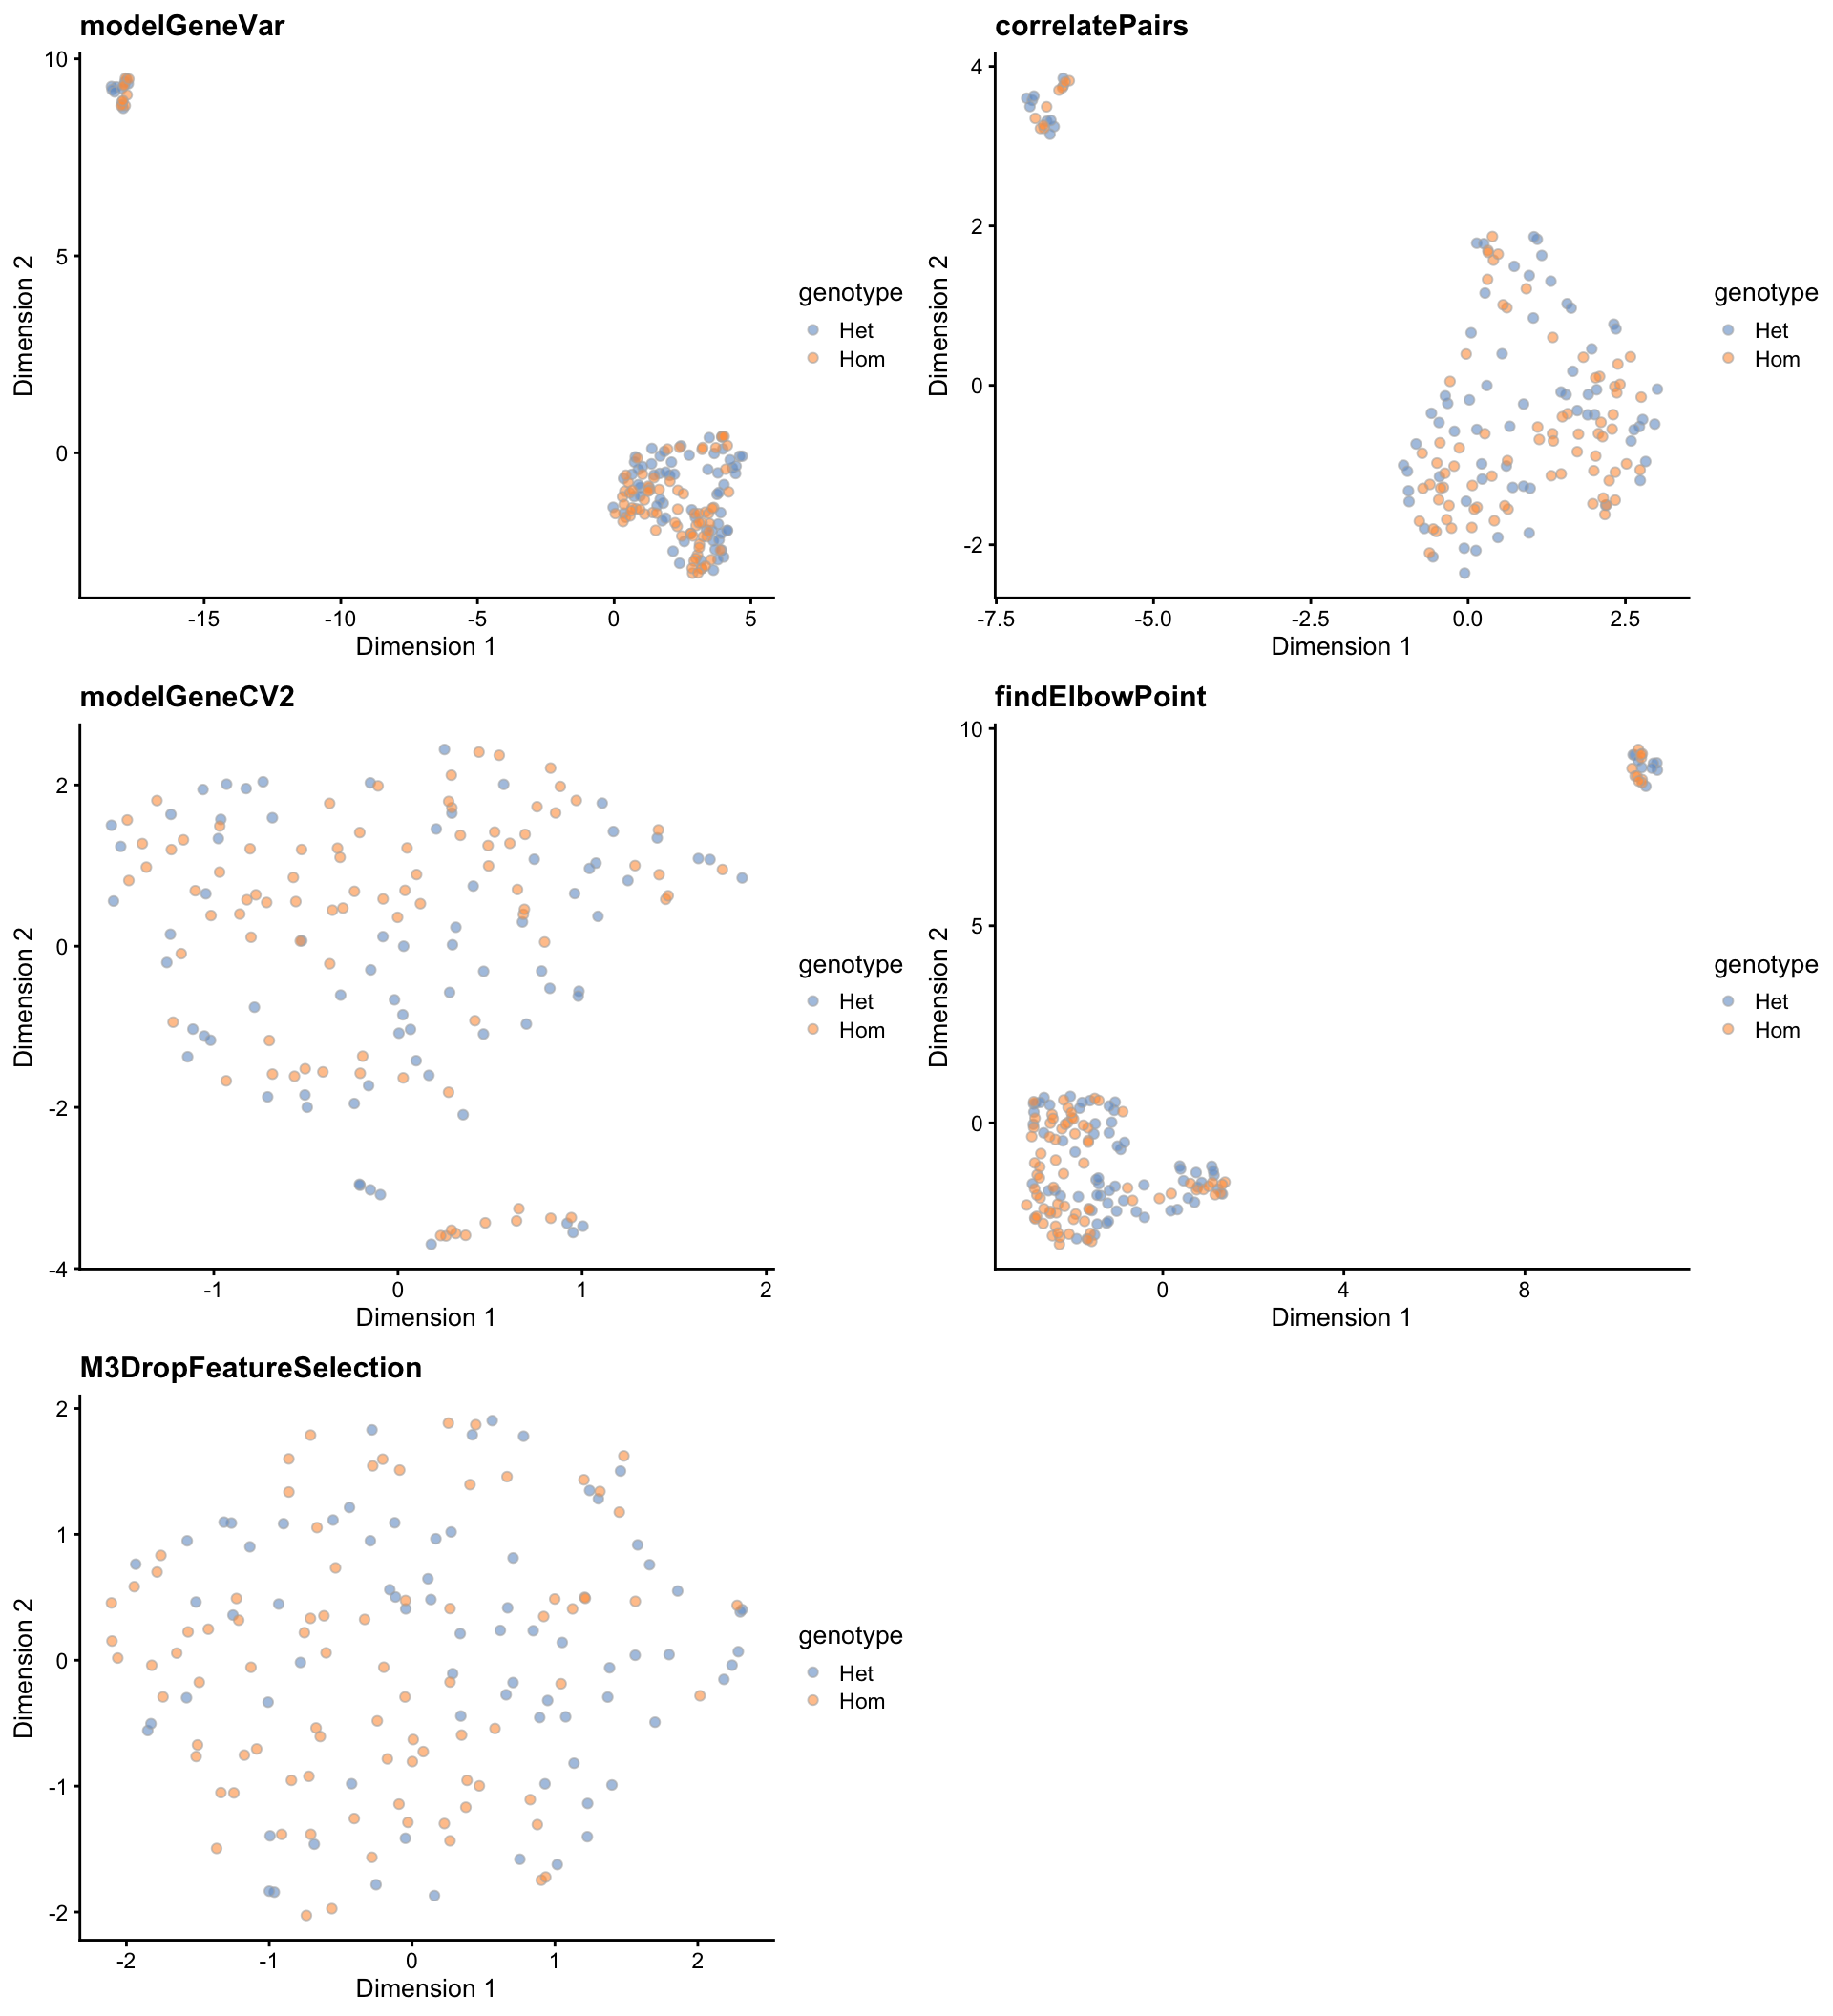 modelGeneVar
10
5
0
-15 -10 -5 0 5
Dimension 1
Dimension 2
genotype
Het
Hom
correlatePairs
4
2
0
-2
-7.5 -5.0 -2.5 0.0 2.5
Dimension 1
Dimension 2
genotype
Het
Hom
modelGeneCV2
2
0
-2
-4
-1 0 1 2
Dimension 1
Dimension 2
genotype
Het
Hom
findElbowPoint
10
5
0
0 4 8
Dimension 1
Dimension 2
genotype
Het
Hom
M3DropFeatureSelection
2
1
0
-1
-2
-2 -1 0 1 2
Dimension 1
Dimension 2
genotype
Het
Hom